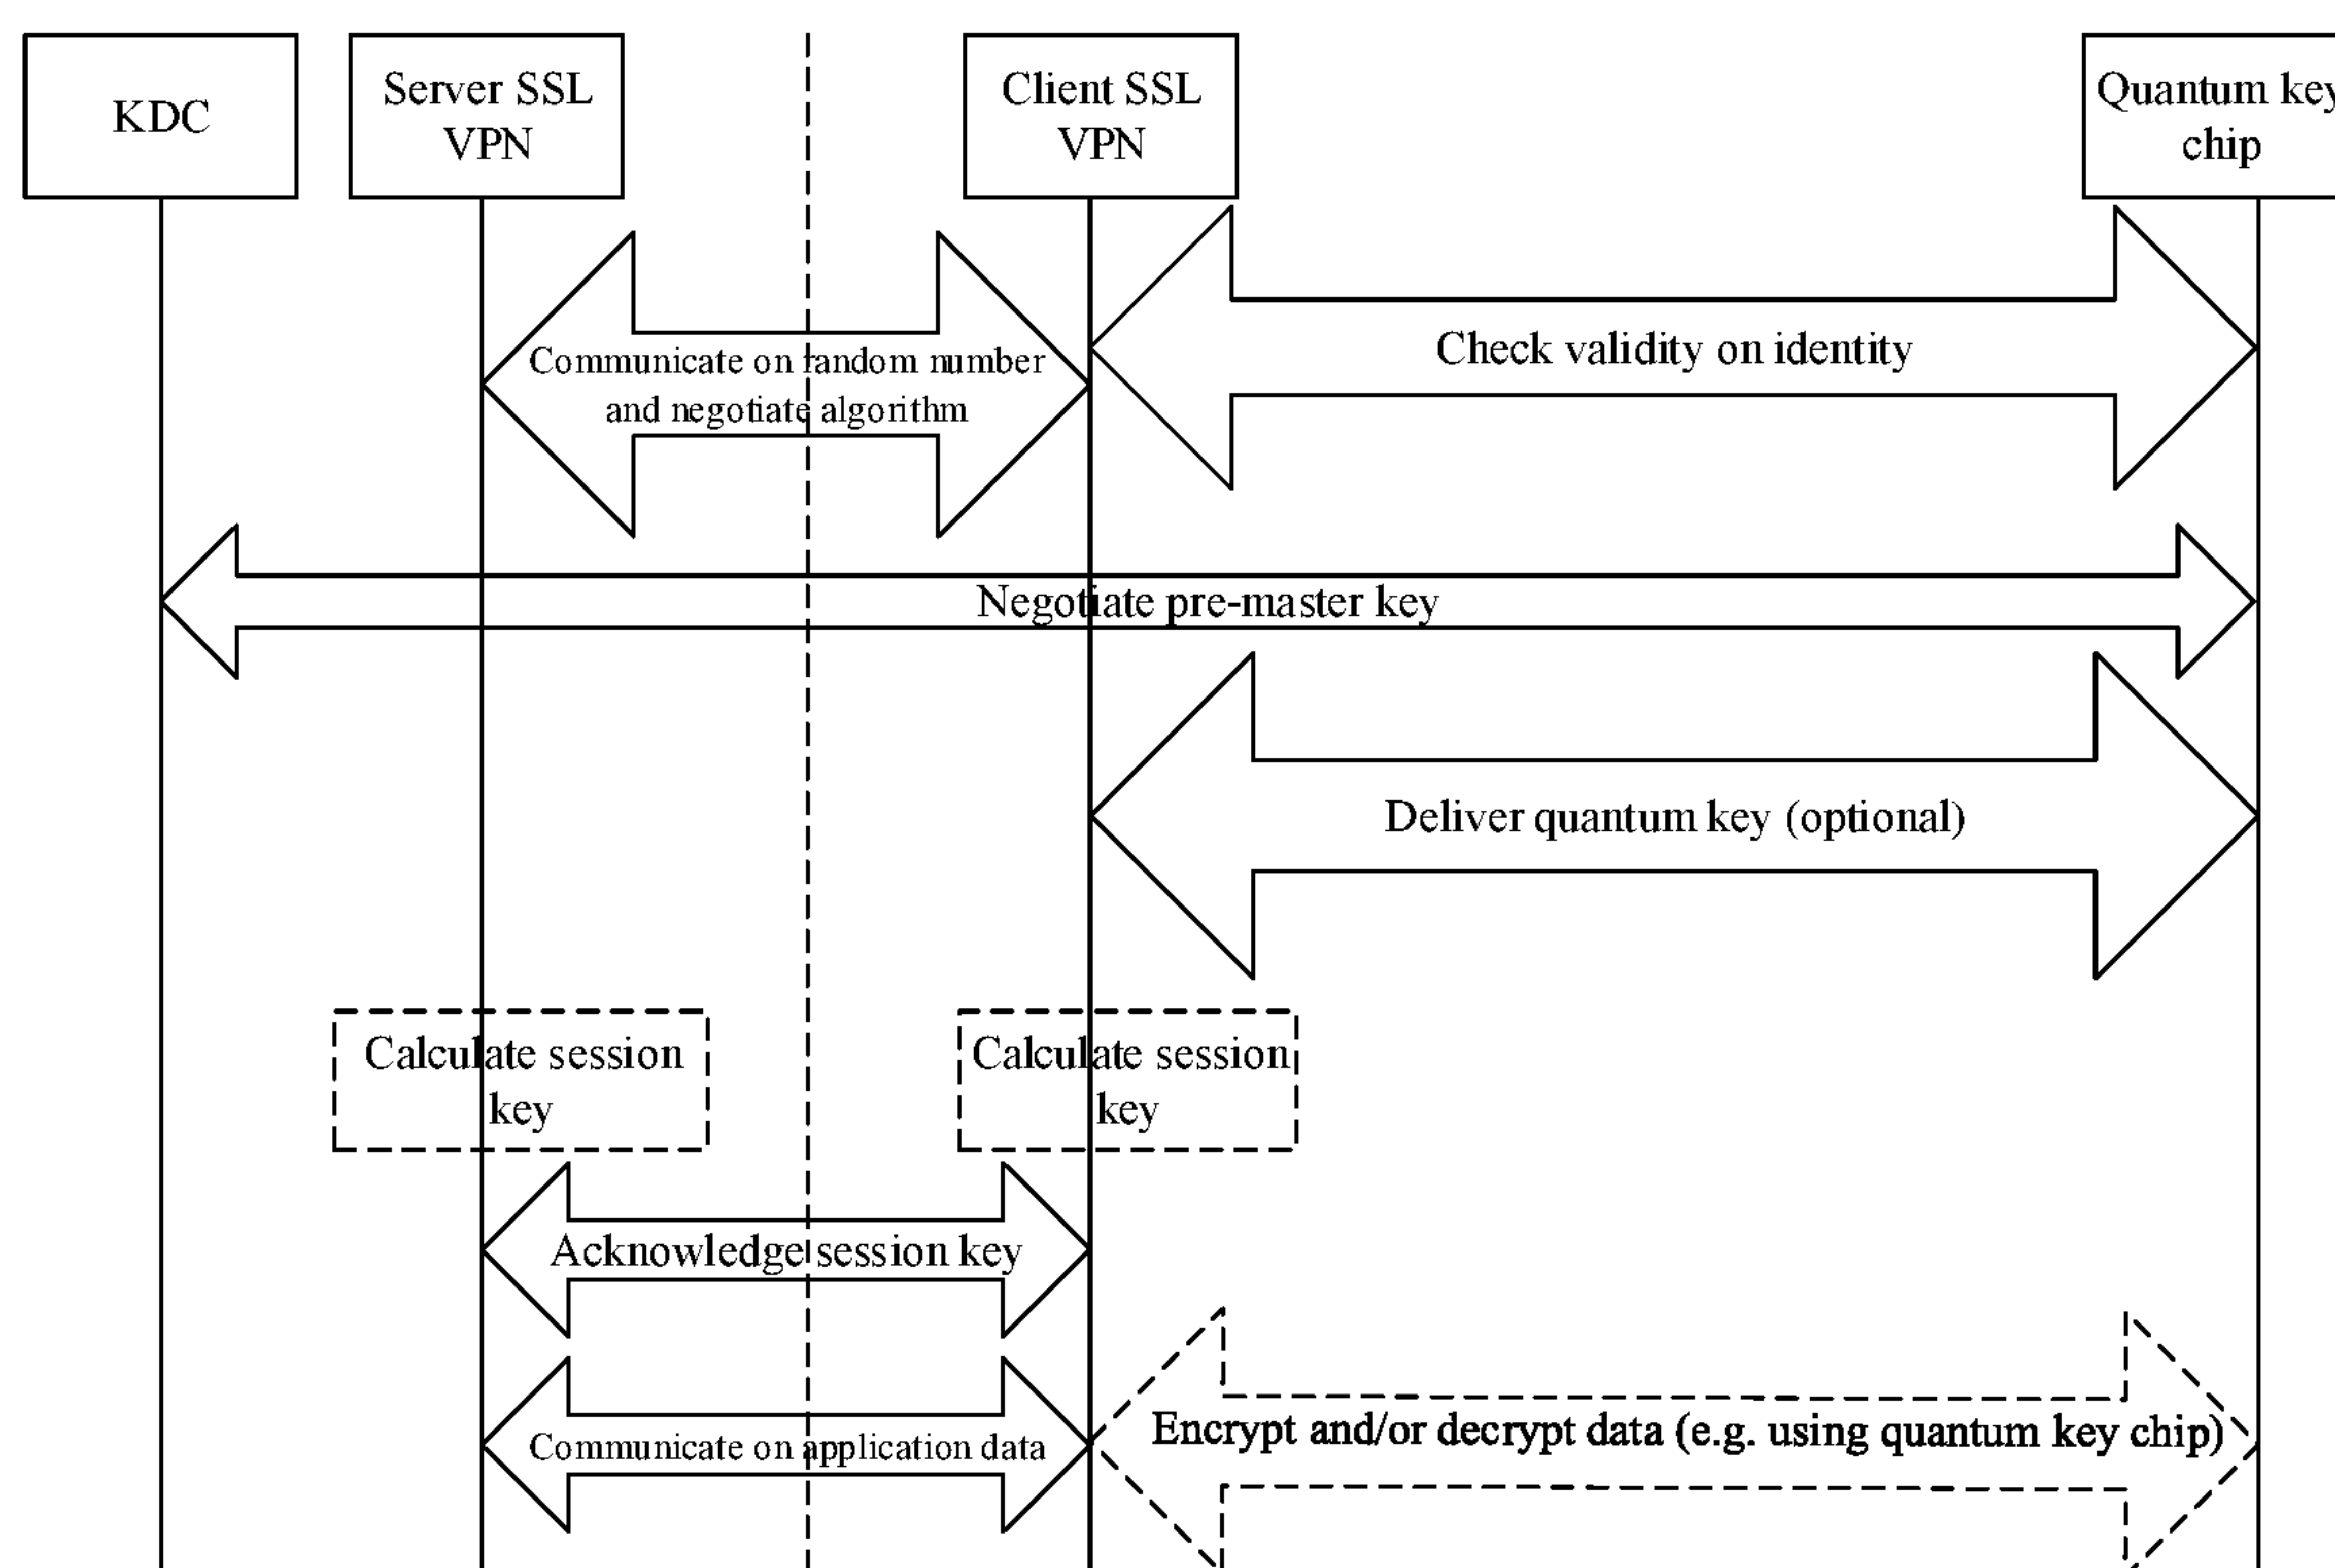 KDC
Server SSL
VPN
Client SSL
VPN
Quantum key
chip
Communicate on random number
and negotiate algorithm
Check validity on identity
Negotiate pre-master key
Deliver quantum key (optional)
Calculate session
key
Calculate session
key
Acknowledge session key
Communicate on application data
Encrypt and/or decrypt data (e.g. using quantum key chip)